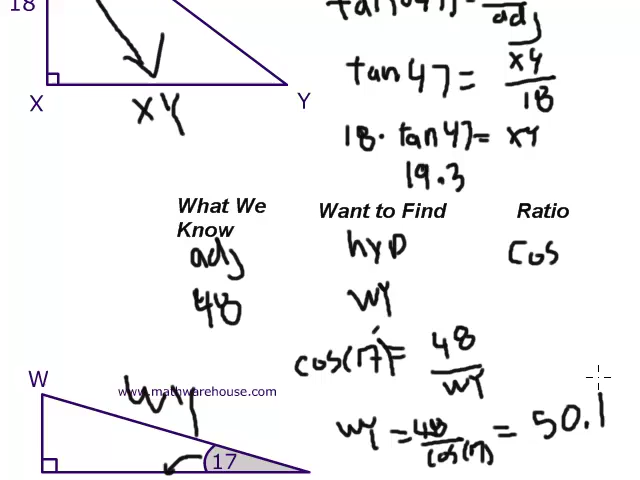 18
tan(47)=
adj
tan 47 = XY
18
X
XY
Y
18 · tan 47 = XY
19.3
What We Know
Want to Find
Ratio
adj
hyp
cos
48
WY
cos(17) = 48
WY
W
www.mathwarehouse.com
WY
17
WY = 48
cos(17)
= 50.1